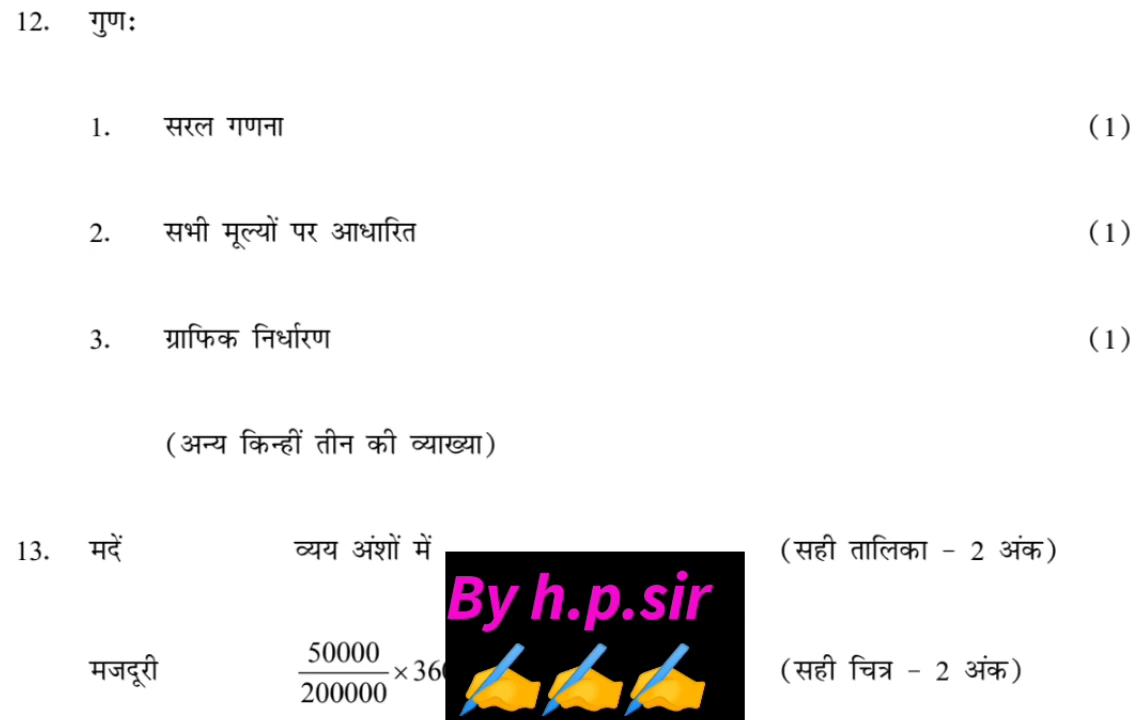 12. गुण:
1. सरल गणना (1)
2. सभी मूल्यों पर आधारित (1)
3. ग्राफिक निर्धारण (1)
(अन्य किन्हीं तीन की व्याख्या)
13. मदें व्यय अंशों में (सही तालिका - 2 अंक)
By h.p.sir
मजदूरी 50000/200000 × 36 (सही चित्र - 2 अंक)